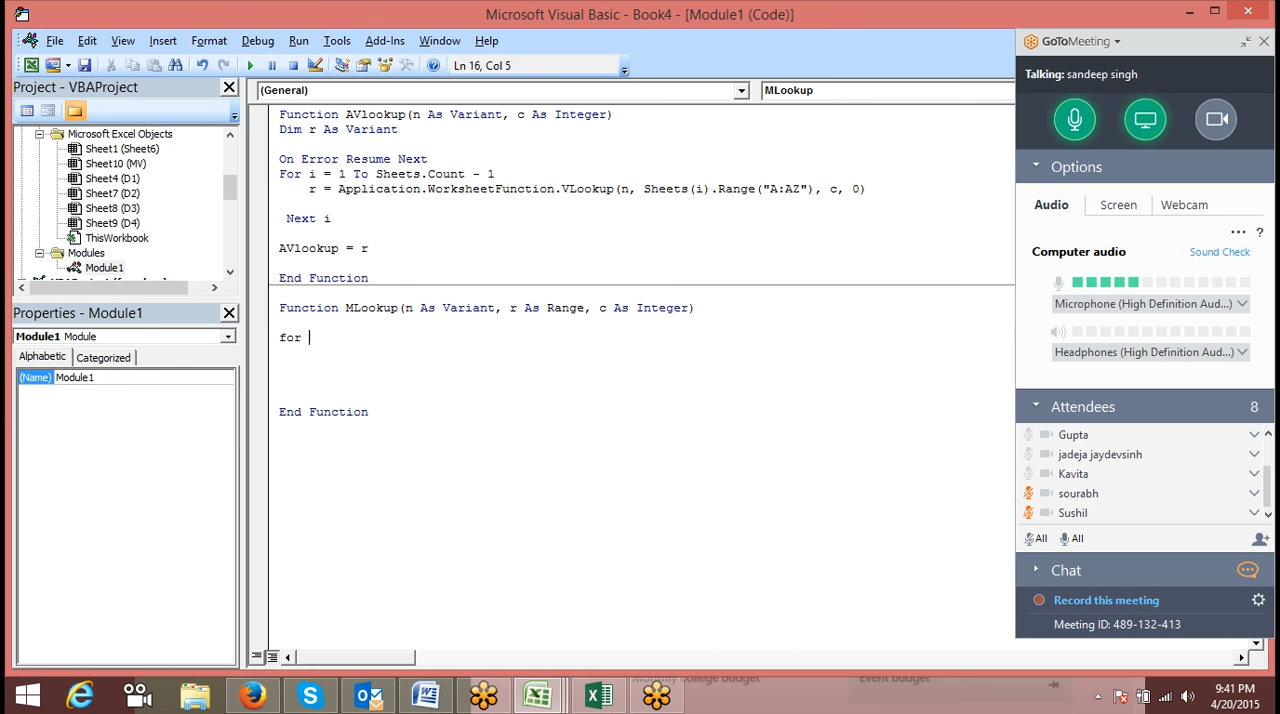 Microsoft Visual Basic - Book4 - [Module1 (Code)]
File Edit View Insert Format Debug Run Tools Add-Ins Window Help
Ln 16, Col 5
Project - VBAProject
Microsoft Excel Objects
Sheet1 (Sheet6)
Sheet10 (MV)
Sheet4 (D1)
Sheet7 (D2)
Sheet8 (D3)
Sheet9 (D4)
ThisWorkbook
Modules
Module1
Properties - Module1
Module1 Module
Alphabetic Categorized
(Name) Module1
(General) MLookup
Function AVlookup(n As Variant, c As Integer)
Dim r As Variant
On Error Resume Next
For i = 1 To Sheets.Count - 1
r = Application.WorksheetFunction.VLookup(n, Sheets(i).Range("A:AZ"), c, 0)
Next i
AVlookup = r
End Function
Function MLookup(n As Variant, r As Range, c As Integer)
for
End Function
GoToMeeting
Talking: sandeep singh
Options
Audio Screen Webcam
... ?
Computer audio Sound Check
Microphone (High Definition Aud...)
Headphones (High Definition Aud...)
Attendees 8
Gupta
jadeja jaydevsinh
Kavita
sourabh
Sushil
All All
Chat
Record this meeting
Meeting ID: 489-132-413
Monthly college budget Event budget
9:41 PM
4/20/2015